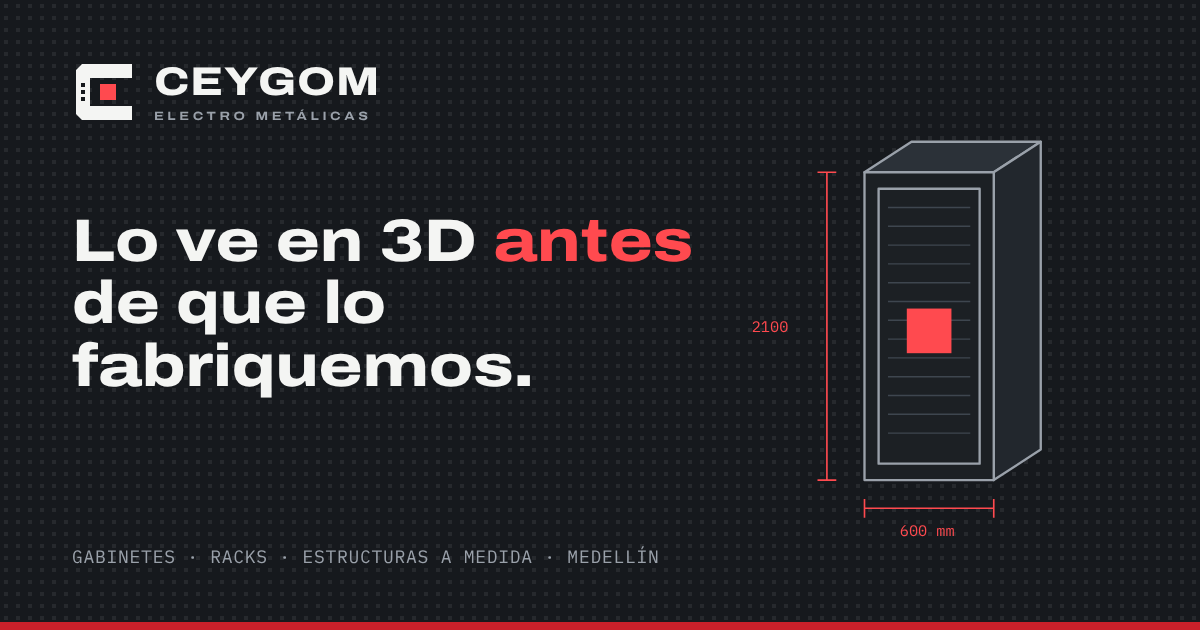 CEYGOM
ELECTRO METÁLICAS
Lo ve en 3D antes
de que lo
fabriquemos.
2100
600 mm
GABINETES · RACKS · ESTRUCTURAS A MEDIDA · MEDELLÍN